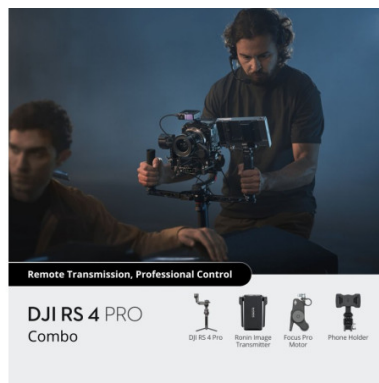 Remote Transmission, Professional Control
DJI RS 4 PRO
Combo
DJI RS 4 Pro
Ronin Image
Transmitter
Focus Pro
Motor
Phone Holder